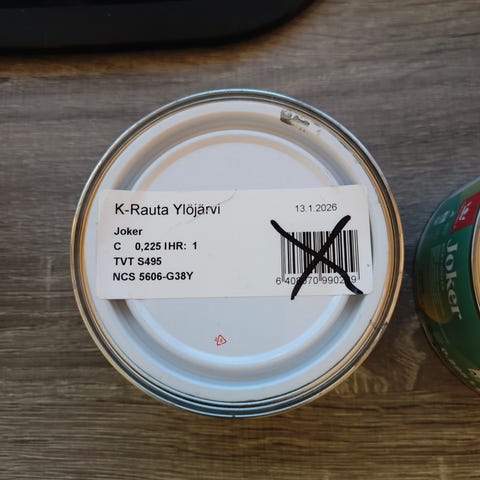 K-Rauta Ylöjärvi
13.1.2026
Joker
C 0,225 l HR: 1
TVT S495
NCS 5606-G38Y
Joker